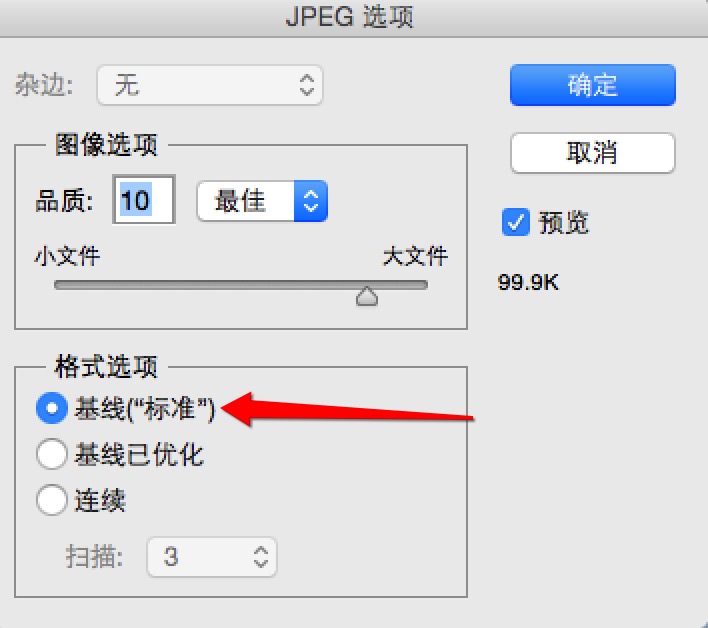 JPEG 选项
杂边: 无
确定
图像选项
取消
品质: 10 最佳
预览
小文件 大文件
99.9K
格式选项
基线(“标准”)
基线已优化
连续
扫描: 3